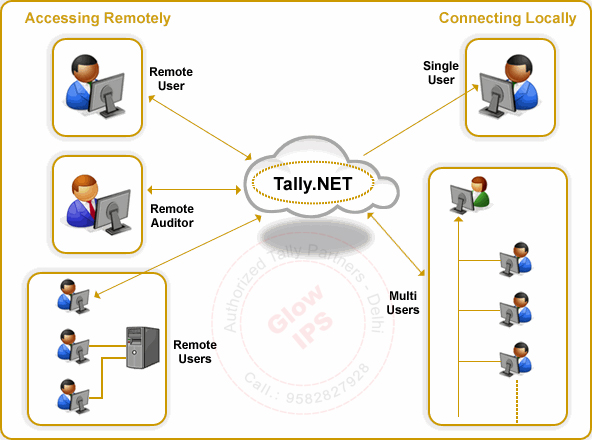 Accessing Remotely
Connecting Locally
Remote
User
Single
User
Tally.NET
Remote
Auditor
Authorized Tally Partners - Delhi
Glow
IPS
Call.: 9582827928
Remote
Users
Multi
Users